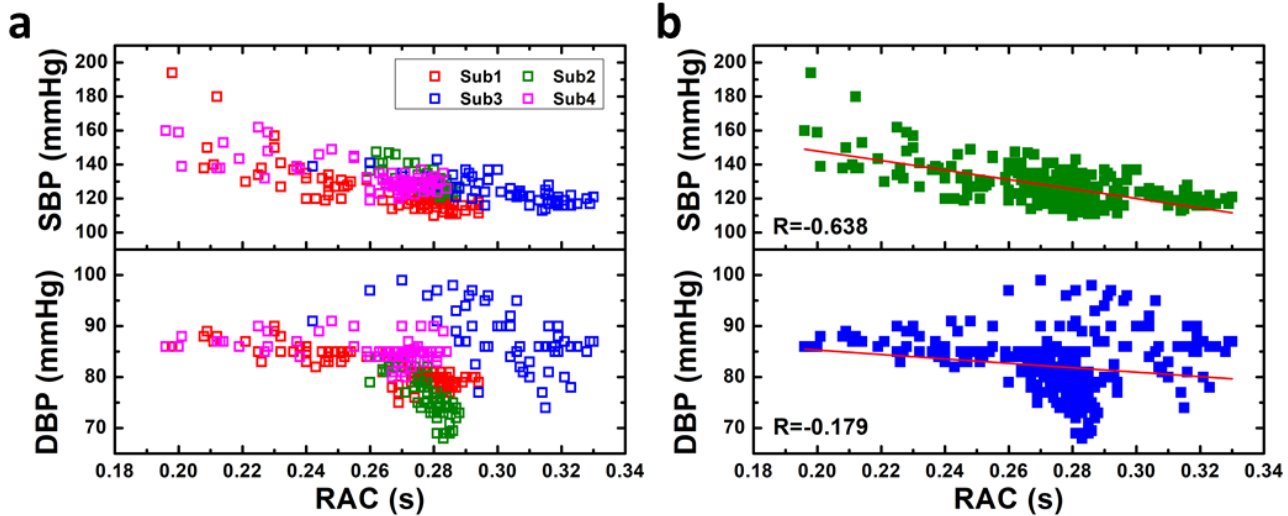 a
SBP (mmHg)
200
180
160
140
120
100
Sub1
Sub2
Sub3
Sub4
DBP (mmHg)
100
90
80
70
0.18 0.20 0.22 0.24 0.26 0.28 0.30 0.32 0.34
RAC (s)
b
SBP (mmHg)
200
180
160
140
120
100
R=-0.638
DBP (mmHg)
100
90
80
70
R=-0.179
0.18 0.20 0.22 0.24 0.26 0.28 0.30 0.32 0.34
RAC (s)